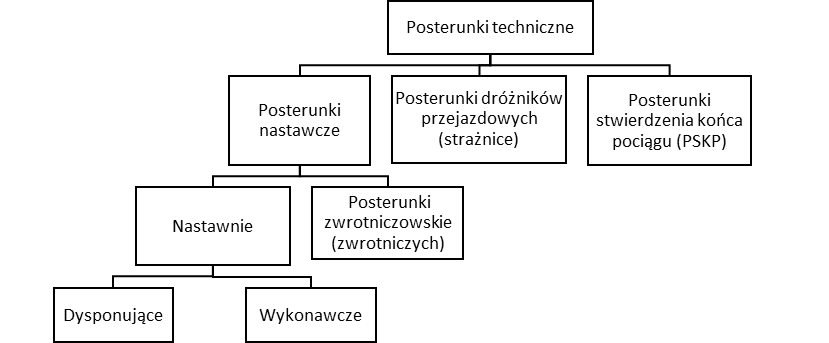 Posterunki techniczne
Posterunki
nastawcze
Posterunki dróżników
przejazdowych
(strażnice)
Posterunki
stwierdzenia końca
pociągu (PSKP)
Nastawnie
Posterunki
zwrotniczowskie
(zwrotniczych)
Dysponujące
Wykonawcze